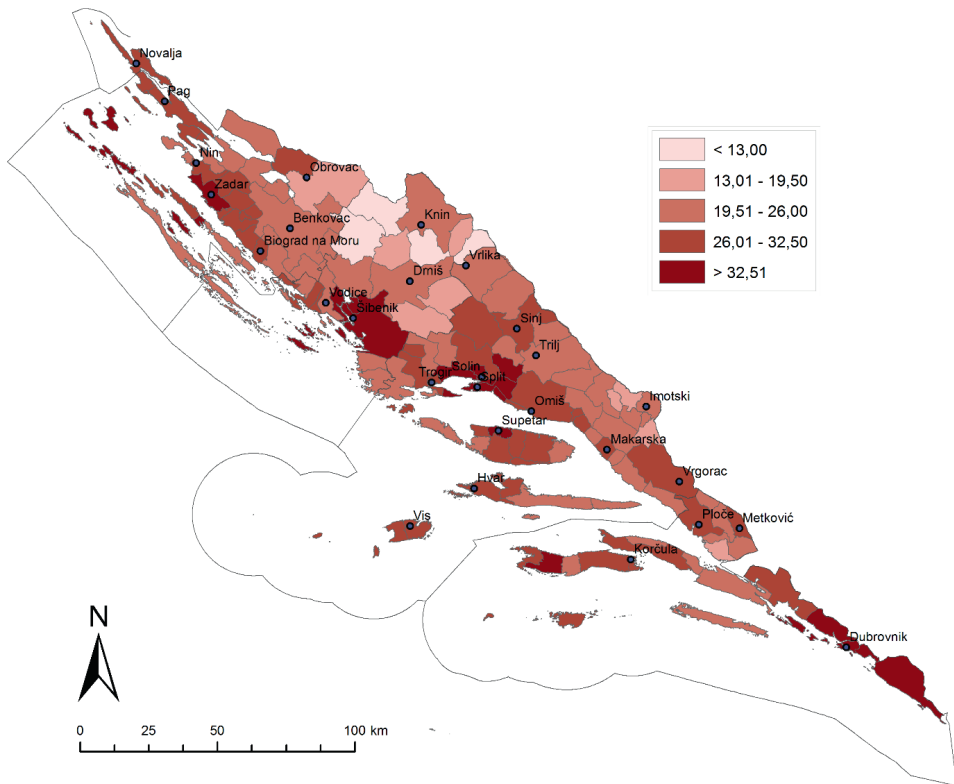 Novalja
Pag
Nin
Obrovac
Zadar
Benkovac
Knin
Biograd na Moru
Vrlika
Drniš
Vodice
Šibenik
Sinj
Trilj
Solin
Trogir
Split
Omiš
Imotski
Supetar
Makarska
Hvar
Vrgorac
Vis
Ploče
Metković
Korčula
Dubrovnik
< 13,00
13,01 - 19,50
19,51 - 26,00
26,01 - 32,50
> 32,51
N
0 25 50 100 km